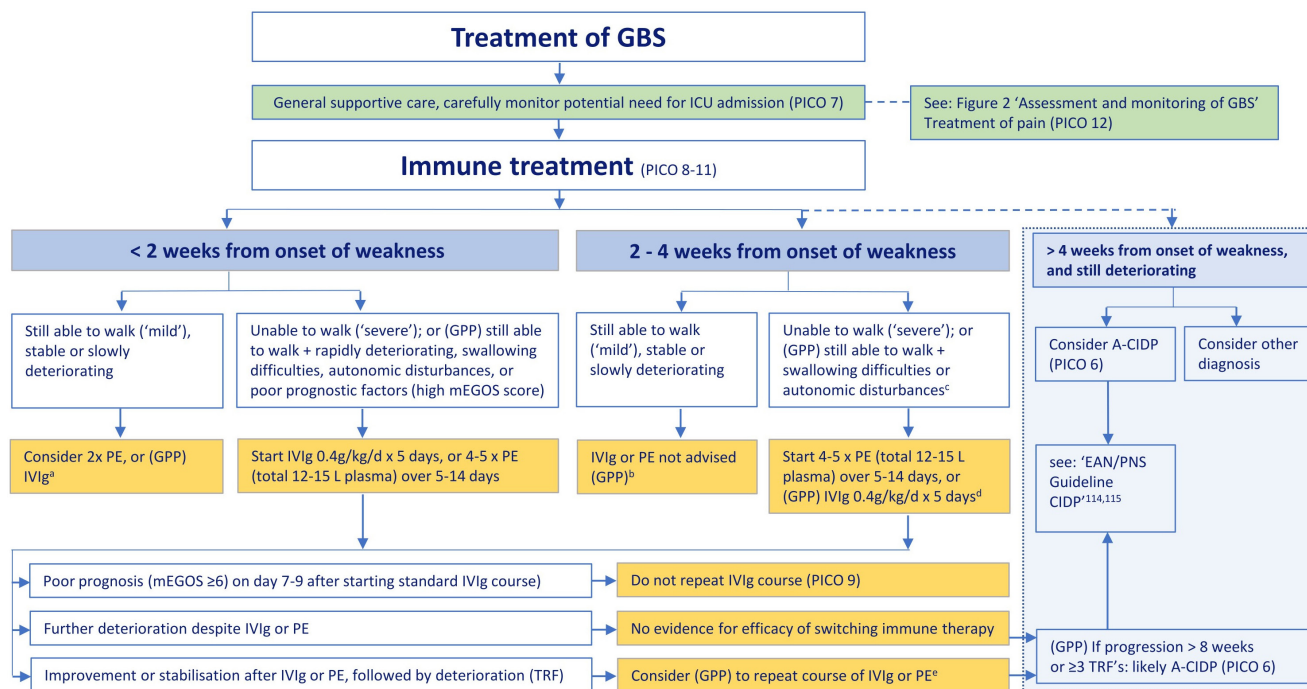 Treatment of GBS
General supportive care, carefully monitor potential need for ICU admission (PICO 7)
See: Figure 2 'Assessment and monitoring of GBS'
Treatment of pain (PICO 12)
Immune treatment (PICO 8-11)
< 2 weeks from onset of weakness
2 - 4 weeks from onset of weakness
> 4 weeks from onset of weakness,
and still deteriorating
Still able to walk ('mild'),
stable or slowly
deteriorating
Unable to walk ('severe'); or (GPP) still able
to walk + rapidly deteriorating, swallowing
difficulties, autonomic disturbances, or
poor prognostic factors (high mEGOS score)
Still able to walk
('mild'), stable or
slowly deteriorating
Unable to walk ('severe'); or
(GPP) still able to walk +
swallowing difficulties or
autonomic disturbancesᶜ
Consider A-CIDP
(PICO 6)
Consider other
diagnosis
Consider 2x PE, or (GPP)
IVIgᵃ
Start IVIg 0.4g/kg/d x 5 days, or 4-5 x PE
(total 12-15 L plasma) over 5-14 days
IVIg or PE not advised
(GPP)ᵇ
Start 4-5 x PE (total 12-15 L
plasma) over 5-14 days, or
(GPP) IVIg 0.4g/kg/d x 5 daysᵈ
see: 'EAN/PNS
Guideline
CIDP'¹¹⁴,¹¹⁵
Poor prognosis (mEGOS ≥6) on day 7-9 after starting standard IVIg course)
Do not repeat IVIg course (PICO 9)
Further deterioration despite IVIg or PE
No evidence for efficacy of switching immune therapy
Improvement or stabilisation after IVIg or PE, followed by deterioration (TRF)
Consider (GPP) to repeat course of IVIg or PEᵉ
(GPP) If progression > 8 weeks
or ≥3 TRF's: likely A-CIDP (PICO 6)